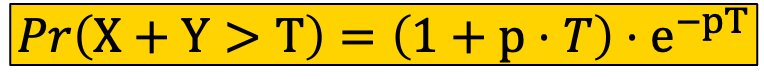 Pr(X + Y > T) = (1 + p · T) · e^{−pT}